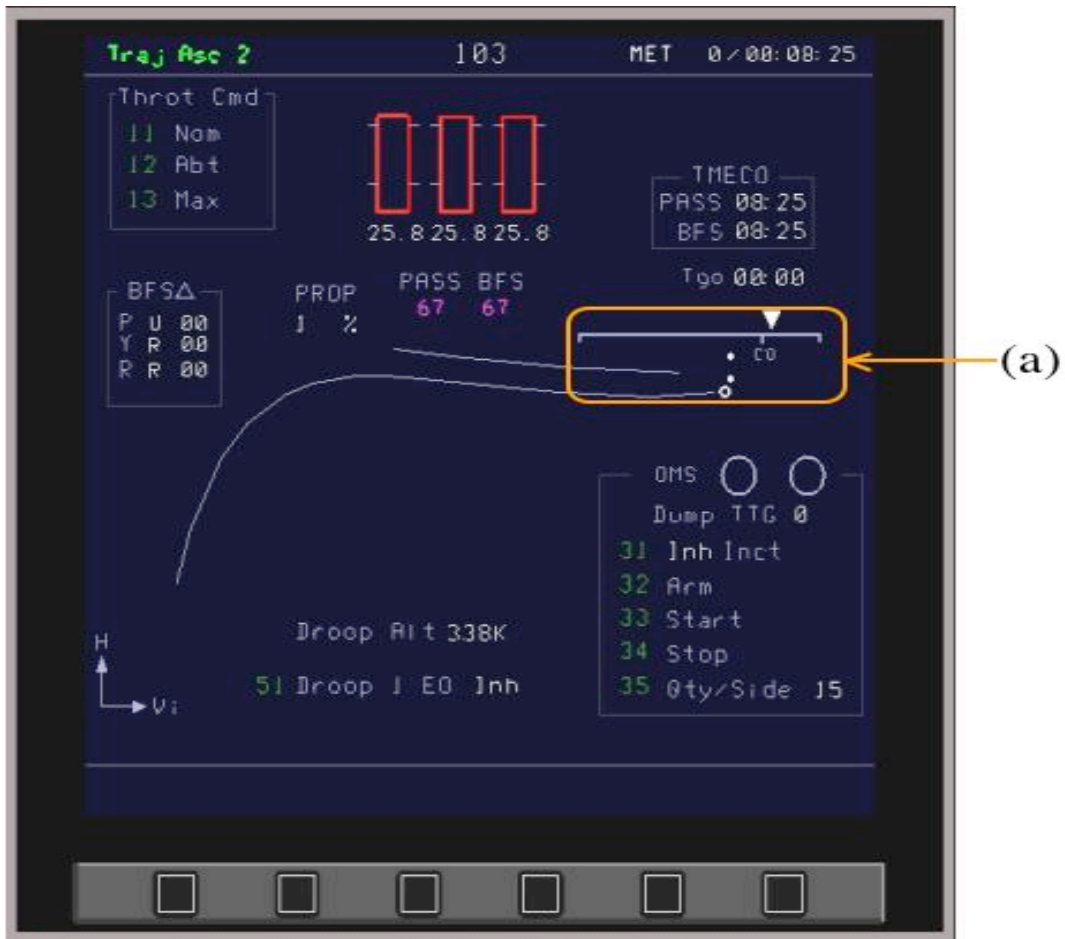 Traj Asc 2 103 MET 0/00:08:25
Throt Cmd
11 Nom
12 Abt
13 Max
25.8 25.8 25.8
TMECO
PASS 08:25
BFS 08:25
Tgo 00:00
BFS△
P U 00
Y R 00
R R 00
PROP
1 %
PASS BFS
67 67
CO
(a)
OMS
Dump TTG 0
31 Inh Inct
32 Arm
33 Start
34 Stop
35 Qty/Side 15
Droop Alt 338K
51 Droop 1 EO Inh
H
Vi